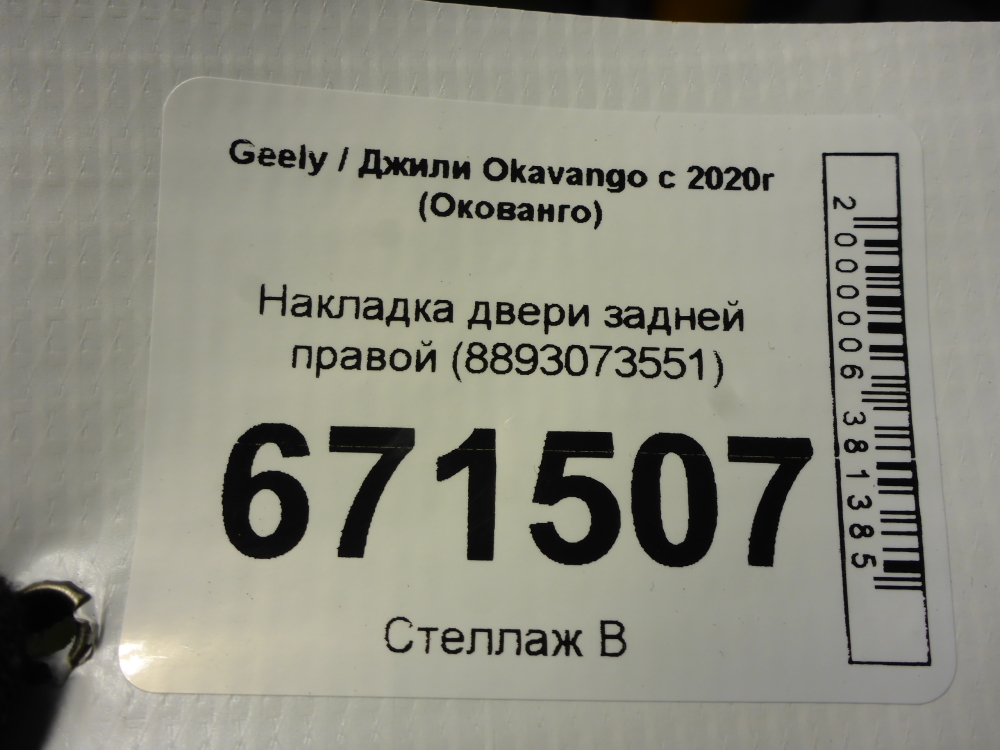 Geely / Джили Okavango с 2020г
(Окованго)
Накладка двери задней
правой (8893073551)
671507
Стеллаж В
2000006381385